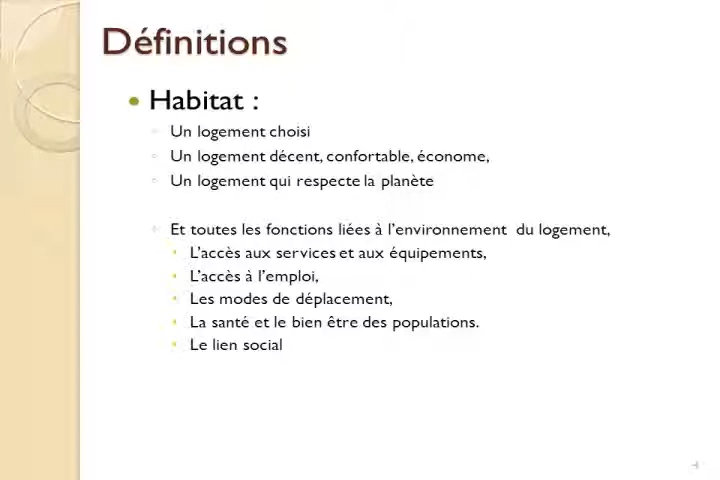 Définitions
Habitat :
Un logement choisi
Un logement décent, confortable, économe,
Un logement qui respecte la planète
Et toutes les fonctions liées à l'environnement du logement,
L'accès aux services et aux équipements,
L'accès à l'emploi,
Les modes de déplacement,
La santé et le bien être des populations.
Le lien social